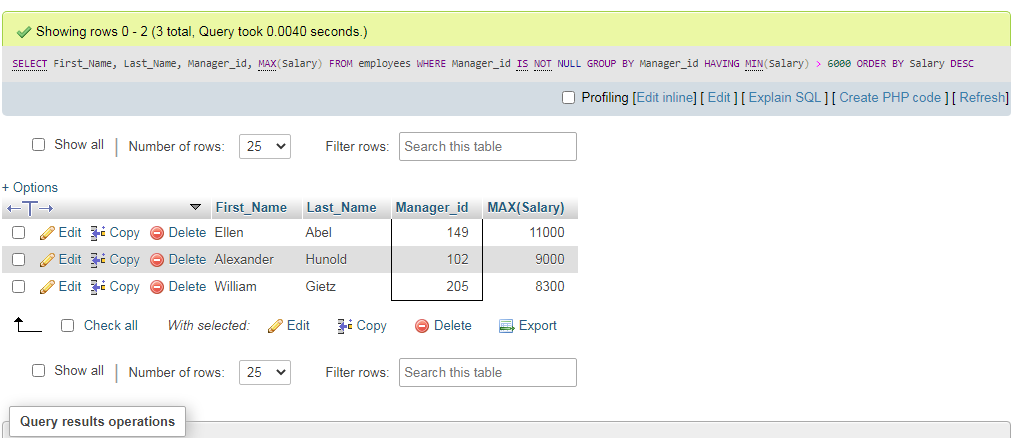 Showing rows 0 - 2 (3 total, Query took 0.0040 seconds.)
SELECT First_Name, Last_Name, Manager_id, MAX(Salary) FROM employees WHERE Manager_id IS NOT NULL GROUP BY Manager_id HAVING MIN(Salary) > 6000 ORDER BY Salary DESC
Profiling [Edit inline] [ Edit ] [ Explain SQL ] [ Create PHP code ] [ Refresh]
Show all | Number of rows: 25 Filter rows: Search this table
+ Options
←T→ First_Name Last_Name Manager_id MAX(Salary)
Edit Copy Delete Ellen Abel 149 11000
Edit Copy Delete Alexander Hunold 102 9000
Edit Copy Delete William Gietz 205 8300
Check all With selected: Edit Copy Delete Export
Show all | Number of rows: 25 Filter rows: Search this table
Query results operations